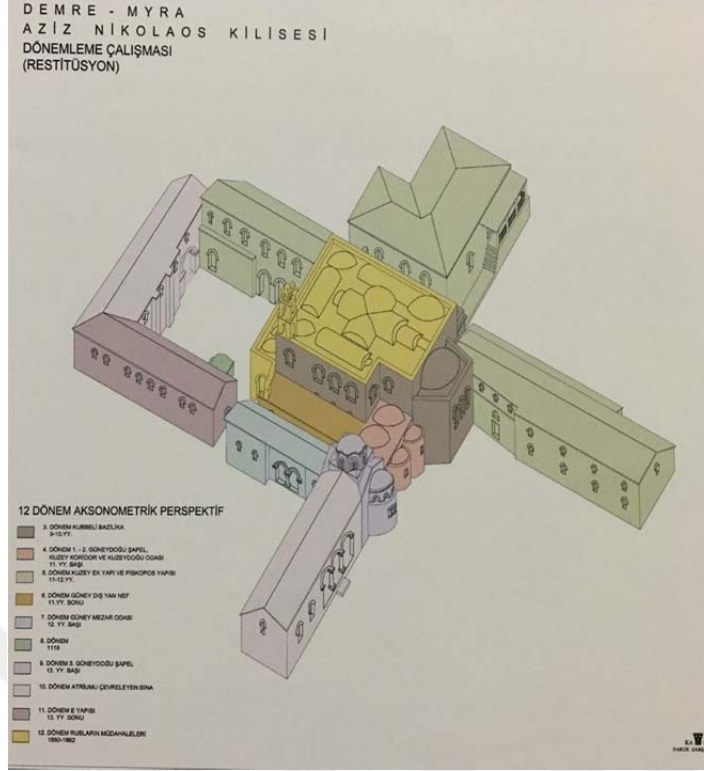 DEMRE - MYRA
AZİZ NİKOLAOS KİLİSESİ
DÖNEMLEME ÇALIŞMASI
(RESTİTÜSYON)
12 DÖNEM AKSONOMETRİK PERSPEKTİF
3. DÖNEM KUBBELİ BAZİLİKA
9-10.YY.
4. DÖNEM 1. - 2. GÜNEYDOĞU ŞAPEL,
KUZEY KORİDOR VE KUZEYDOĞU ODASI
11. YY. BAŞI
5. DÖNEM KUZEY EK YAPI VE PİSKOPOS YAPISI
11-12.YY.
6. DÖNEM GÜNEY DIŞ YAN NEF
11.YY. SONU
7. DÖNEM GÜNEY MEZAR ODASI
12. YY. BAŞI
8. DÖNEM
1118
9. DÖNEM 3. GÜNEYDOĞU ŞAPEL
13. YY. BAŞI
10. DÖNEM ATRİUMU ÇEVRELEYEN BİNA
11. DÖNEM E YAPISI
13. YY. SONU
12. DÖNEM RUSLARIN MÜDAHALELERİ
1860-1862